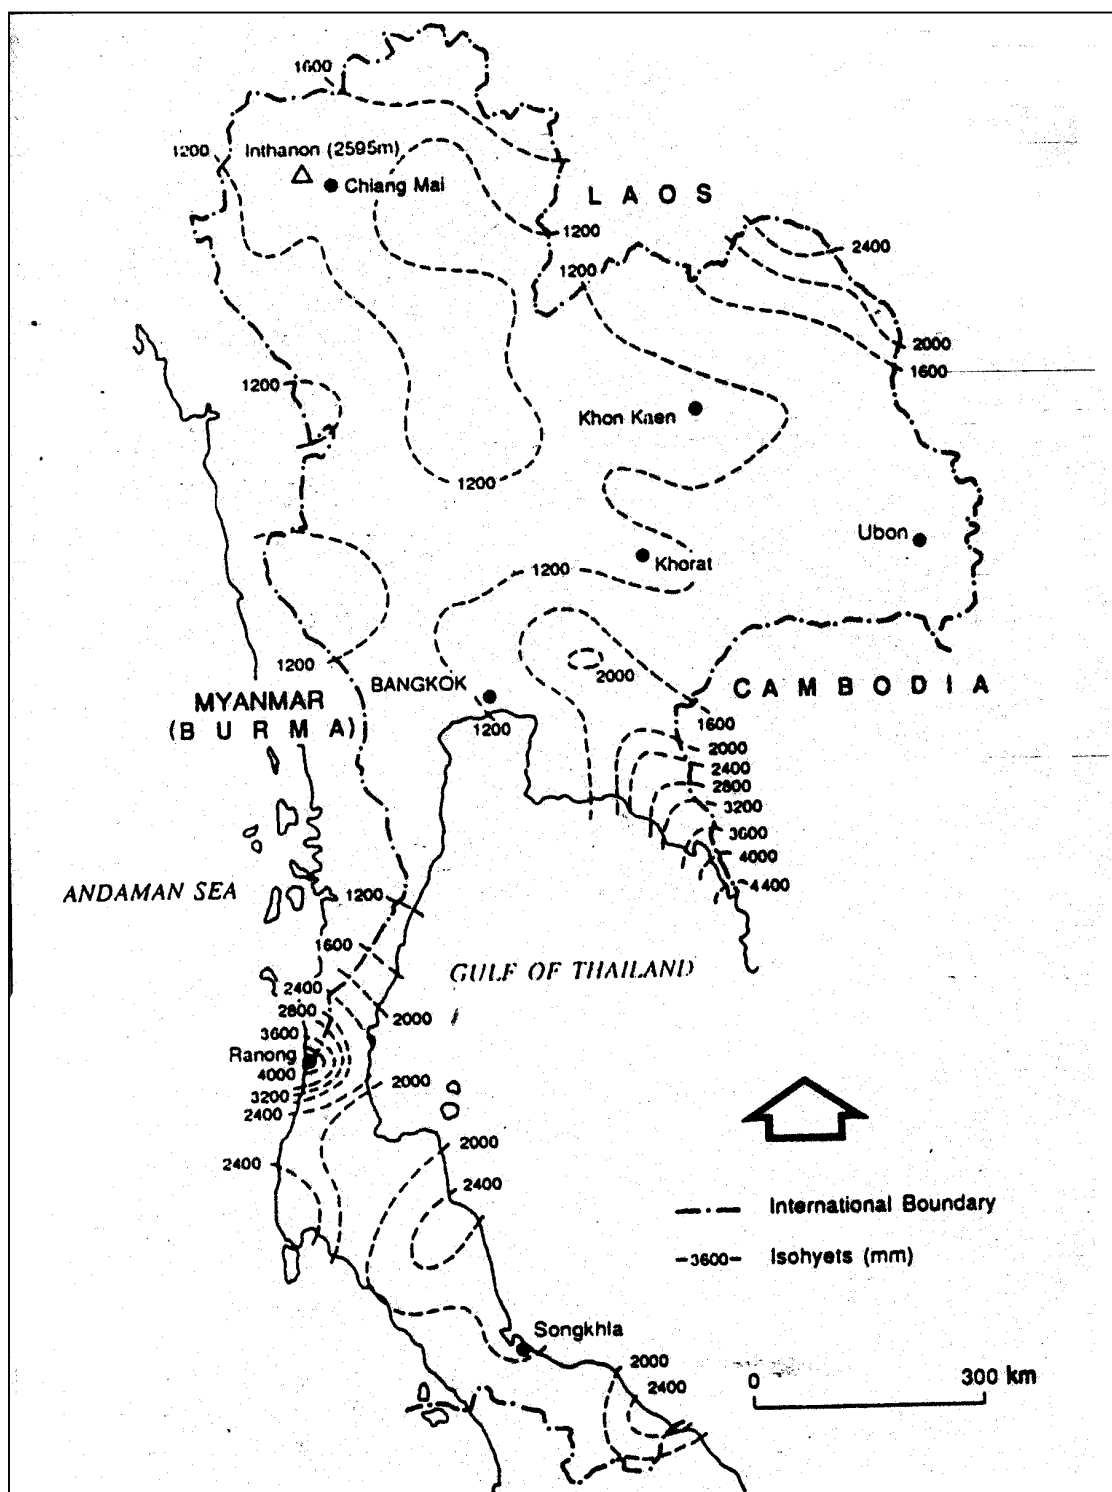 1600
1200
Inthanon (2595m)
Chiang Mai
L A O S
1200
2400
1200
2000
1600
1200
Khon Kaen
1200
Ubon
1200
Khorat
1200
2000
BANGKOK
C A M B O D I A
MYANMAR
(B U R M A)
1200
1600
2000
2400
2800
3200
3600
4000
4400
ANDAMAN SEA
1200
1600
GULF OF THAILAND
2400
2800
2000
3600
Ranong
4000
2000
3200
2400
2000
2400
2400
International Boundary
-3600- Isohyets (mm)
Songkhla
2000
2400
0 300 km